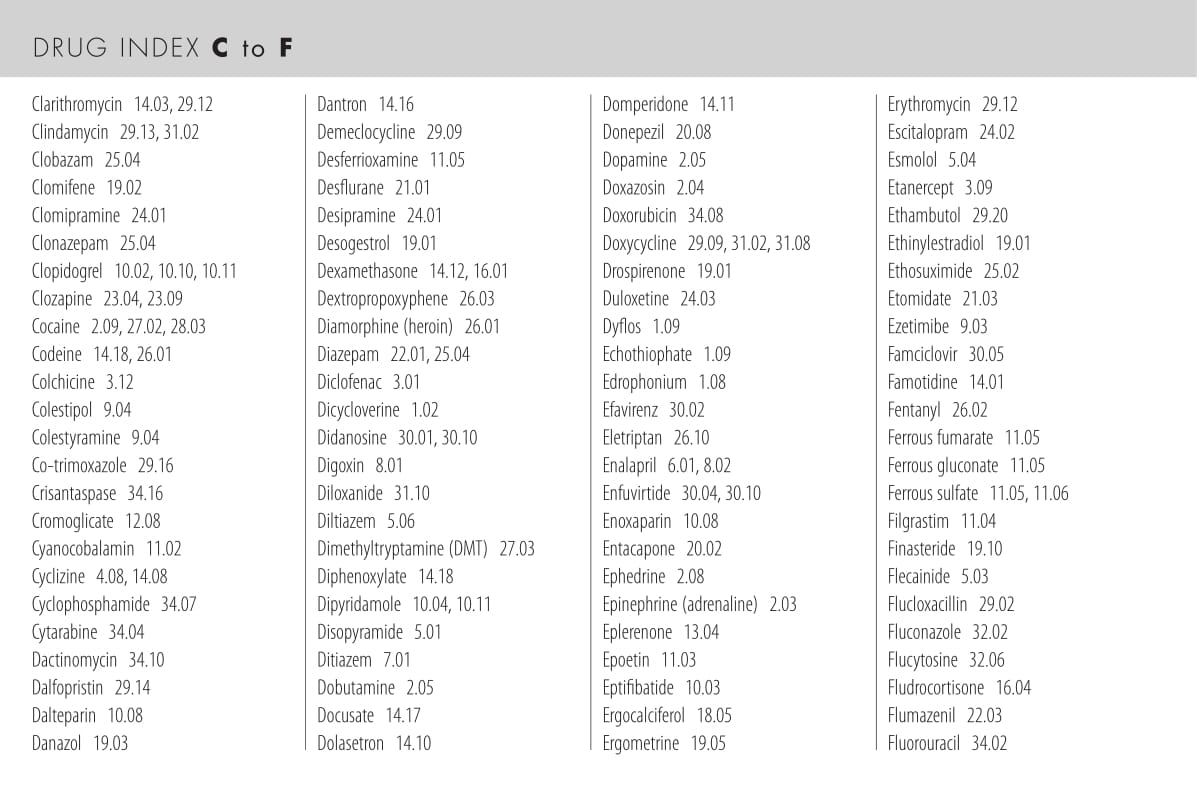 DRUG INDEX C to F
Clarithromycin 14.03, 29.12
Clindamycin 29.13, 31.02
Clobazam 25.04
Clomifene 19.02
Clomipramine 24.01
Clonazepam 25.04
Clopidogrel 10.02, 10.10, 10.11
Clozapine 23.04, 23.09
Cocaine 2.09, 27.02, 28.03
Codeine 14.18, 26.01
Colchicine 3.12
Colestipol 9.04
Colestyramine 9.04
Co-trimoxazole 29.16
Crisantaspase 34.16
Cromoglicate 12.08
Cyanocobalamin 11.02
Cyclizine 4.08, 14.08
Cyclophosphamide 34.07
Cytarabine 34.04
Dactinomycin 34.10
Dalfopristin 29.14
Dalteparin 10.08
Danazol 19.03
Dantron 14.16
Demeclocycline 29.09
Desferrioxamine 11.05
Desflurane 21.01
Desipramine 24.01
Desogestrol 19.01
Dexamethasone 14.12, 16.01
Dextropropoxyphene 26.03
Diamorphine (heroin) 26.01
Diazepam 22.01, 25.04
Diclofenac 3.01
Dicycloverine 1.02
Didanosine 30.01, 30.10
Digoxin 8.01
Diloxanide 31.10
Diltiazem 5.06
Dimethyltryptamine (DMT) 27.03
Diphenoxylate 14.18
Dipyridamole 10.04, 10.11
Disopyramide 5.01
Ditiazem 7.01
Dobutamine 2.05
Docusate 14.17
Dolasetron 14.10
Domperidone 14.11
Donepezil 20.08
Dopamine 2.05
Doxazosin 2.04
Doxorubicin 34.08
Doxycycline 29.09, 31.02, 31.08
Drospirenone 19.01
Duloxetine 24.03
Dyflos 1.09
Echothiophate 1.09
Edrophonium 1.08
Efavirenz 30.02
Eletriptan 26.10
Enalapril 6.01, 8.02
Enfuvirtide 30.04, 30.10
Enoxaparin 10.08
Entacapone 20.02
Ephedrine 2.08
Epinephrine (adrenaline) 2.03
Eplerenone 13.04
Epoetin 11.03
Eptifibatide 10.03
Ergocalciferol 18.05
Ergometrine 19.05
Erythromycin 29.12
Escitalopram 24.02
Esmolol 5.04
Etanercept 3.09
Ethambutol 29.20
Ethinylestradiol 19.01
Ethosuximide 25.02
Etomidate 21.03
Ezetimibe 9.03
Famciclovir 30.05
Famotidine 14.01
Fentanyl 26.02
Ferrous fumarate 11.05
Ferrous gluconate 11.05
Ferrous sulfate 11.05, 11.06
Filgrastim 11.04
Finasteride 19.10
Flecainide 5.03
Flucloxacillin 29.02
Fluconazole 32.02
Flucytosine 32.06
Fludrocortisone 16.04
Flumazenil 22.03
Fluorouracil 34.02